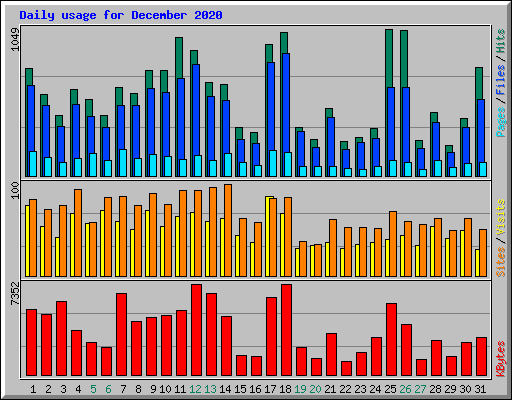 Daily usage for December 2020
1049
Pages / Files / Hits
100
Sites / Visits
7352
KBytes
1 2 3 4 5 6 7 8 9 10 11 12 13 14 15 16 17 18 19 20 21 22 23 24 25 26 27 28 29 30 31